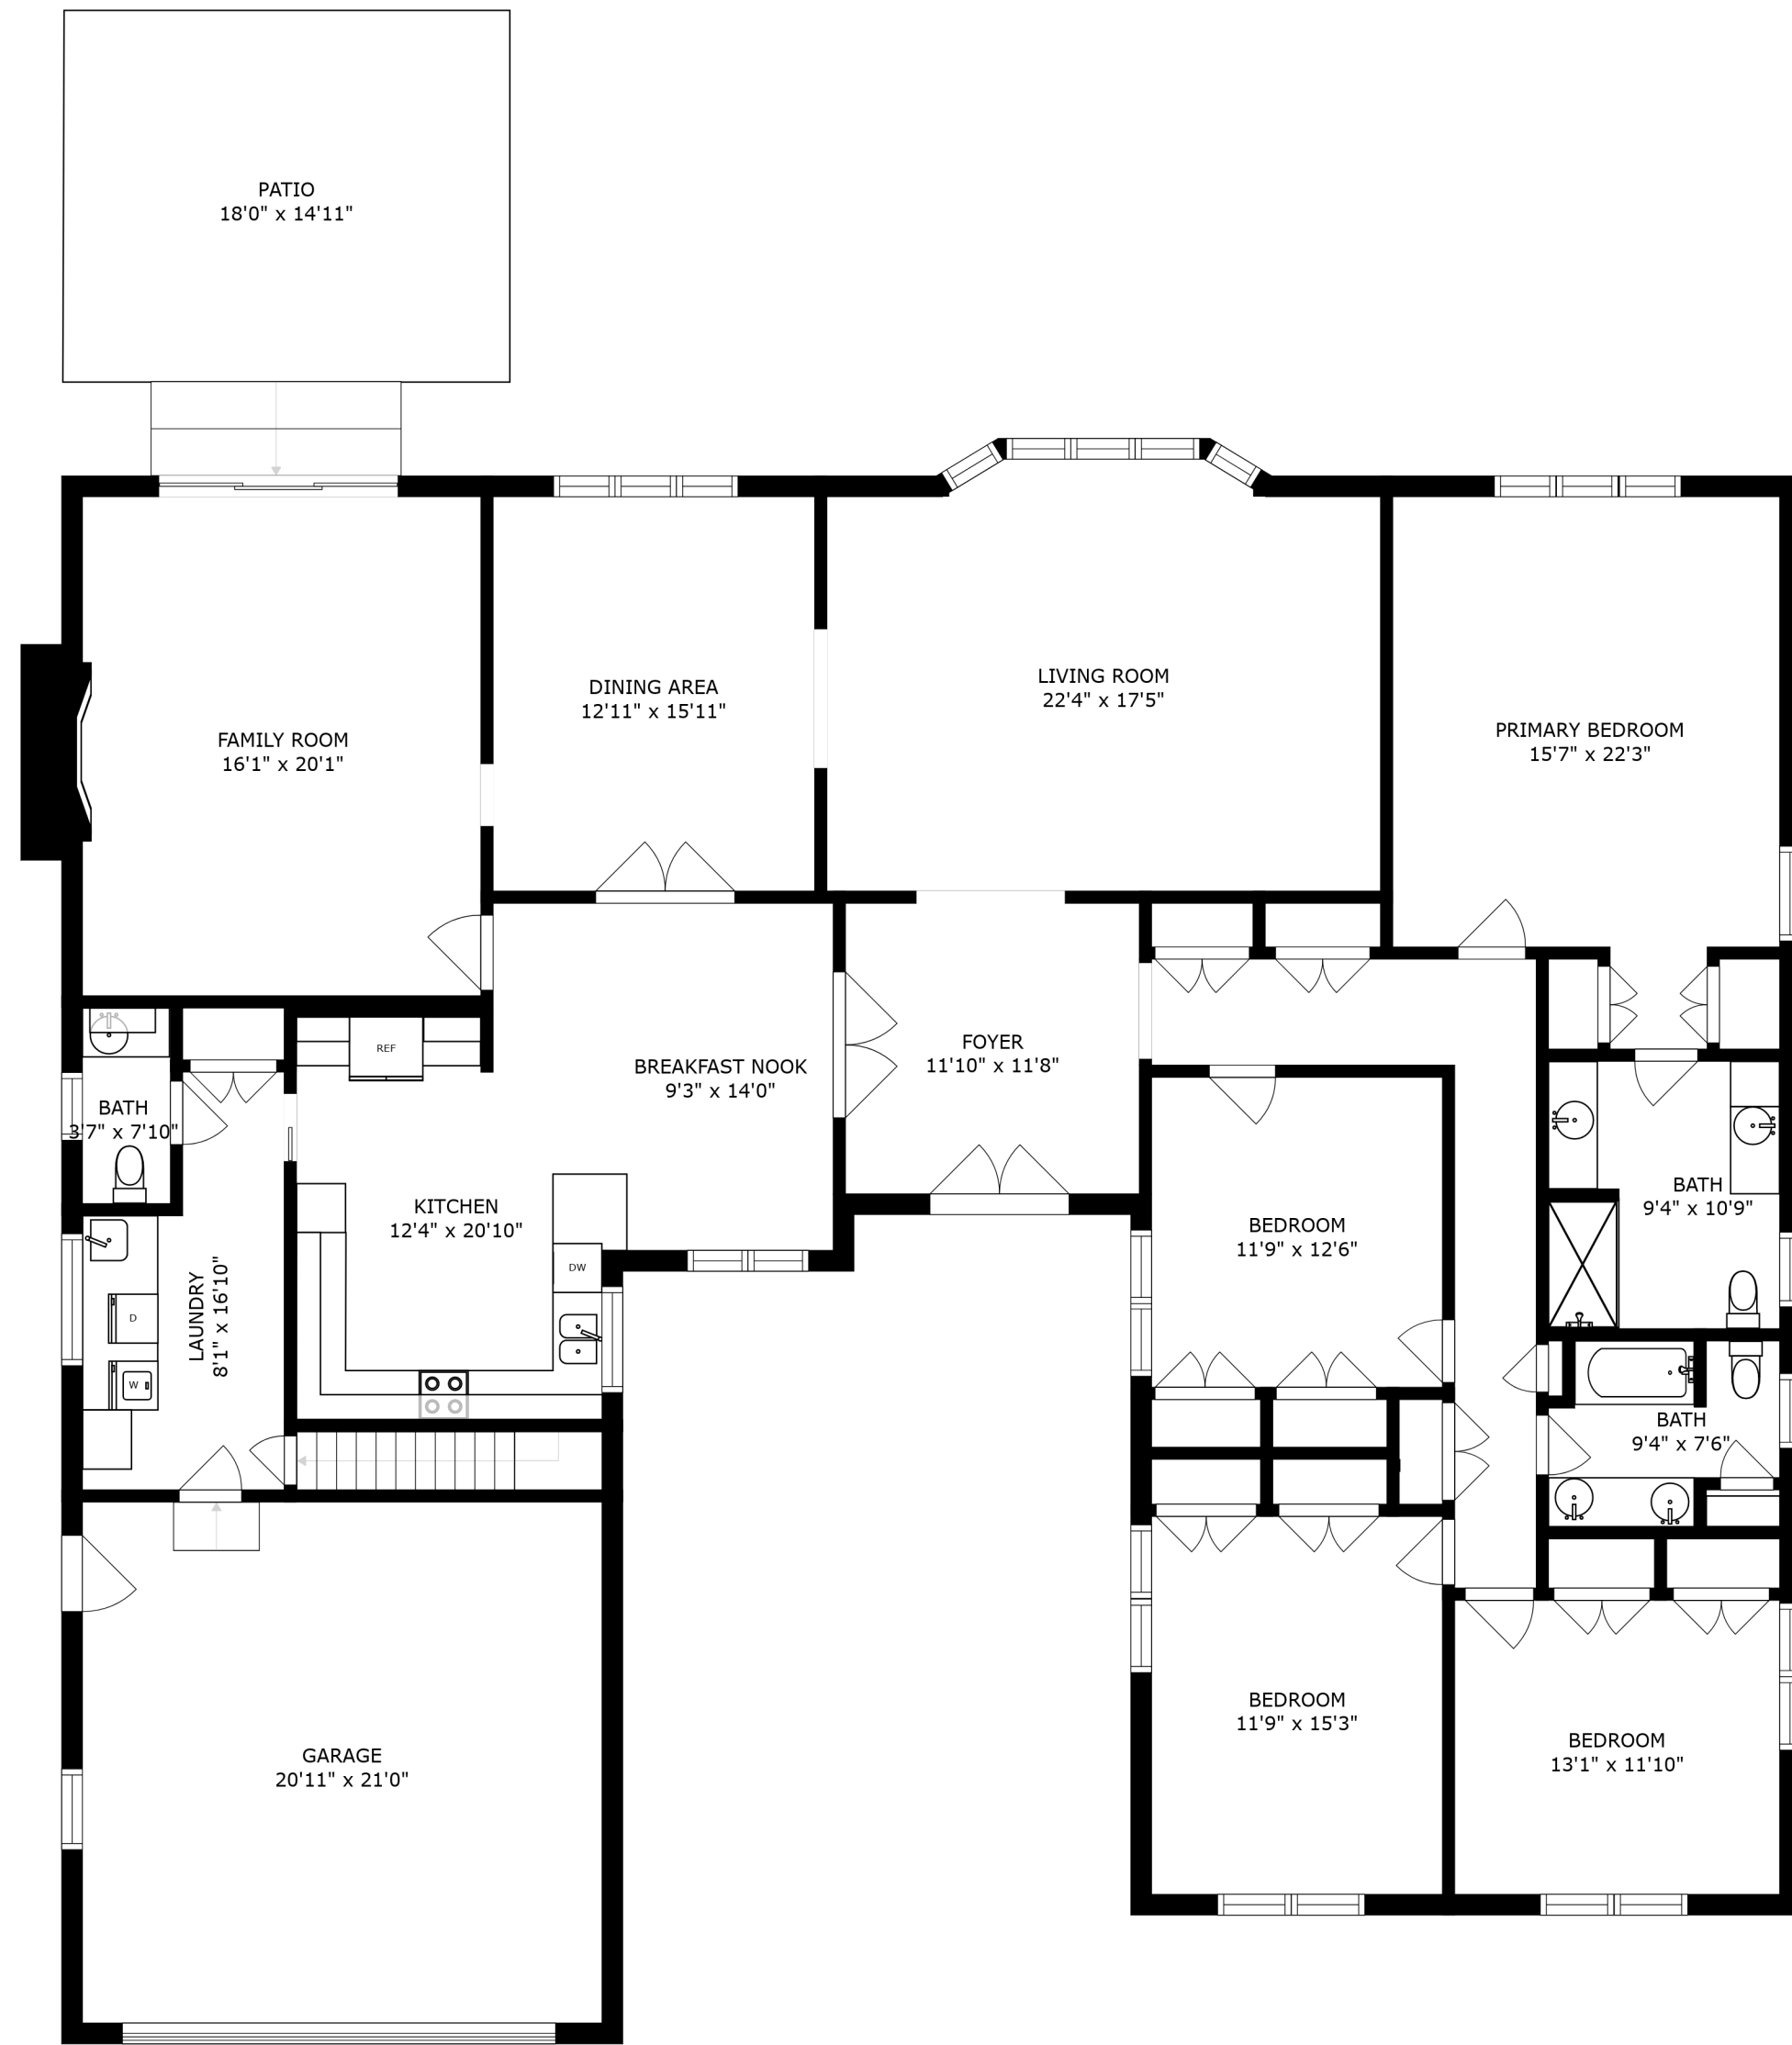 PATIO
18'0" x 14'11"
LIVING ROOM
22'4" x 17'5"
DINING AREA
12'11" x 15'11"
PRIMARY BEDROOM
15'7" x 22'3"
FAMILY ROOM
16'1" x 20'1"
REF
FOYER
11'10" x 11'8"
BREAKFAST NOOK
9'3" x 14'0"
BATH
3'7" x 7'10"
BATH
9'4" x 10'9"
KITCHEN
12'4" x 20'10"
BEDROOM
11'9" x 12'6"
DW
LAUNDRY
8'1" x 16'10"
D
W
BATH
9'4" x 7'6"
BEDROOM
11'9" x 15'3"
BEDROOM
13'1" x 11'10"
GARAGE
20'11" x 21'0"